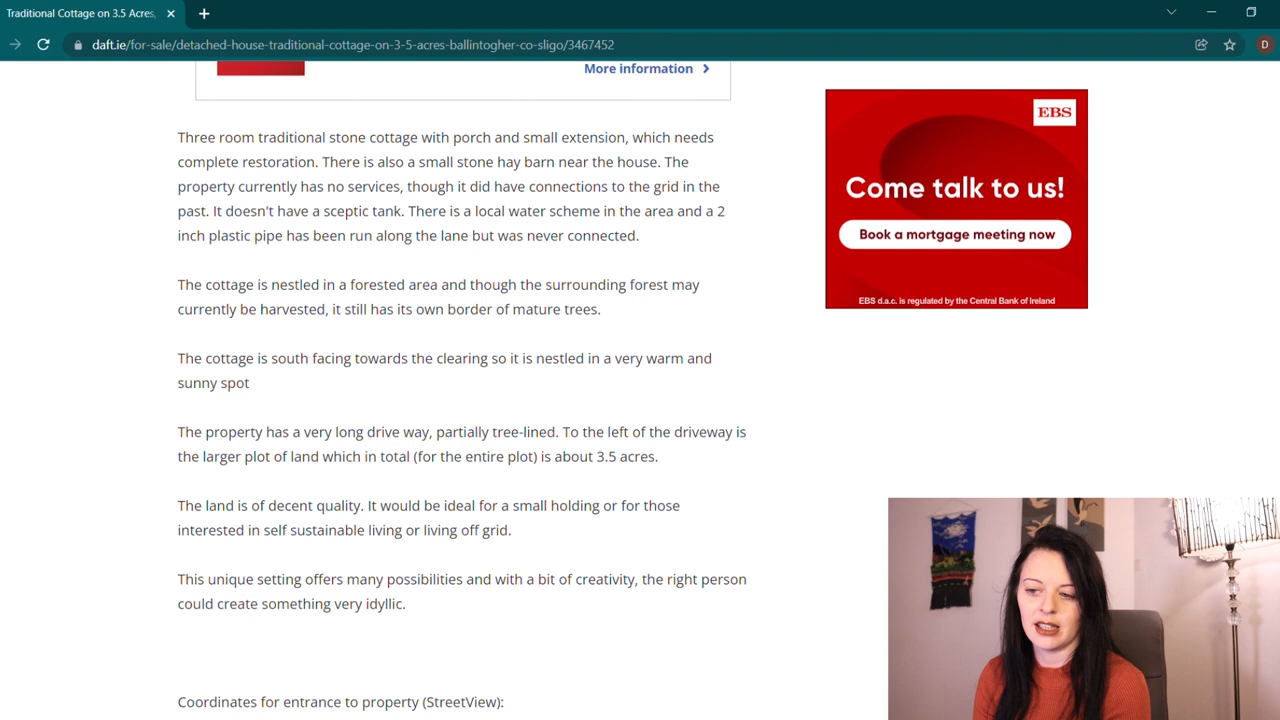 Traditional Cottage on 3.5 Acres,
daft.ie/for-sale/detached-house-traditional-cottage-on-3-5-acres-ballintogher-co-sligo/3467452
D
More information
EBS
Come talk to us!
Book a mortgage meeting now
EBS d.a.c. is regulated by the Central Bank of Ireland
Three room traditional stone cottage with porch and small extension, which needs
complete restoration. There is also a small stone hay barn near the house. The
property currently has no services, though it did have connections to the grid in the
past. It doesn't have a sceptic tank. There is a local water scheme in the area and a 2
inch plastic pipe has been run along the lane but was never connected.
The cottage is nestled in a forested area and though the surrounding forest may
currently be harvested, it still has its own border of mature trees.
The cottage is south facing towards the clearing so it is nestled in a very warm and
sunny spot
The property has a very long drive way, partially tree-lined. To the left of the driveway is
the larger plot of land which in total (for the entire plot) is about 3.5 acres.
The land is of decent quality. It would be ideal for a small holding or for those
interested in self sustainable living or living off grid.
This unique setting offers many possibilities and with a bit of creativity, the right person
could create something very idyllic.
Coordinates for entrance to property (StreetView):